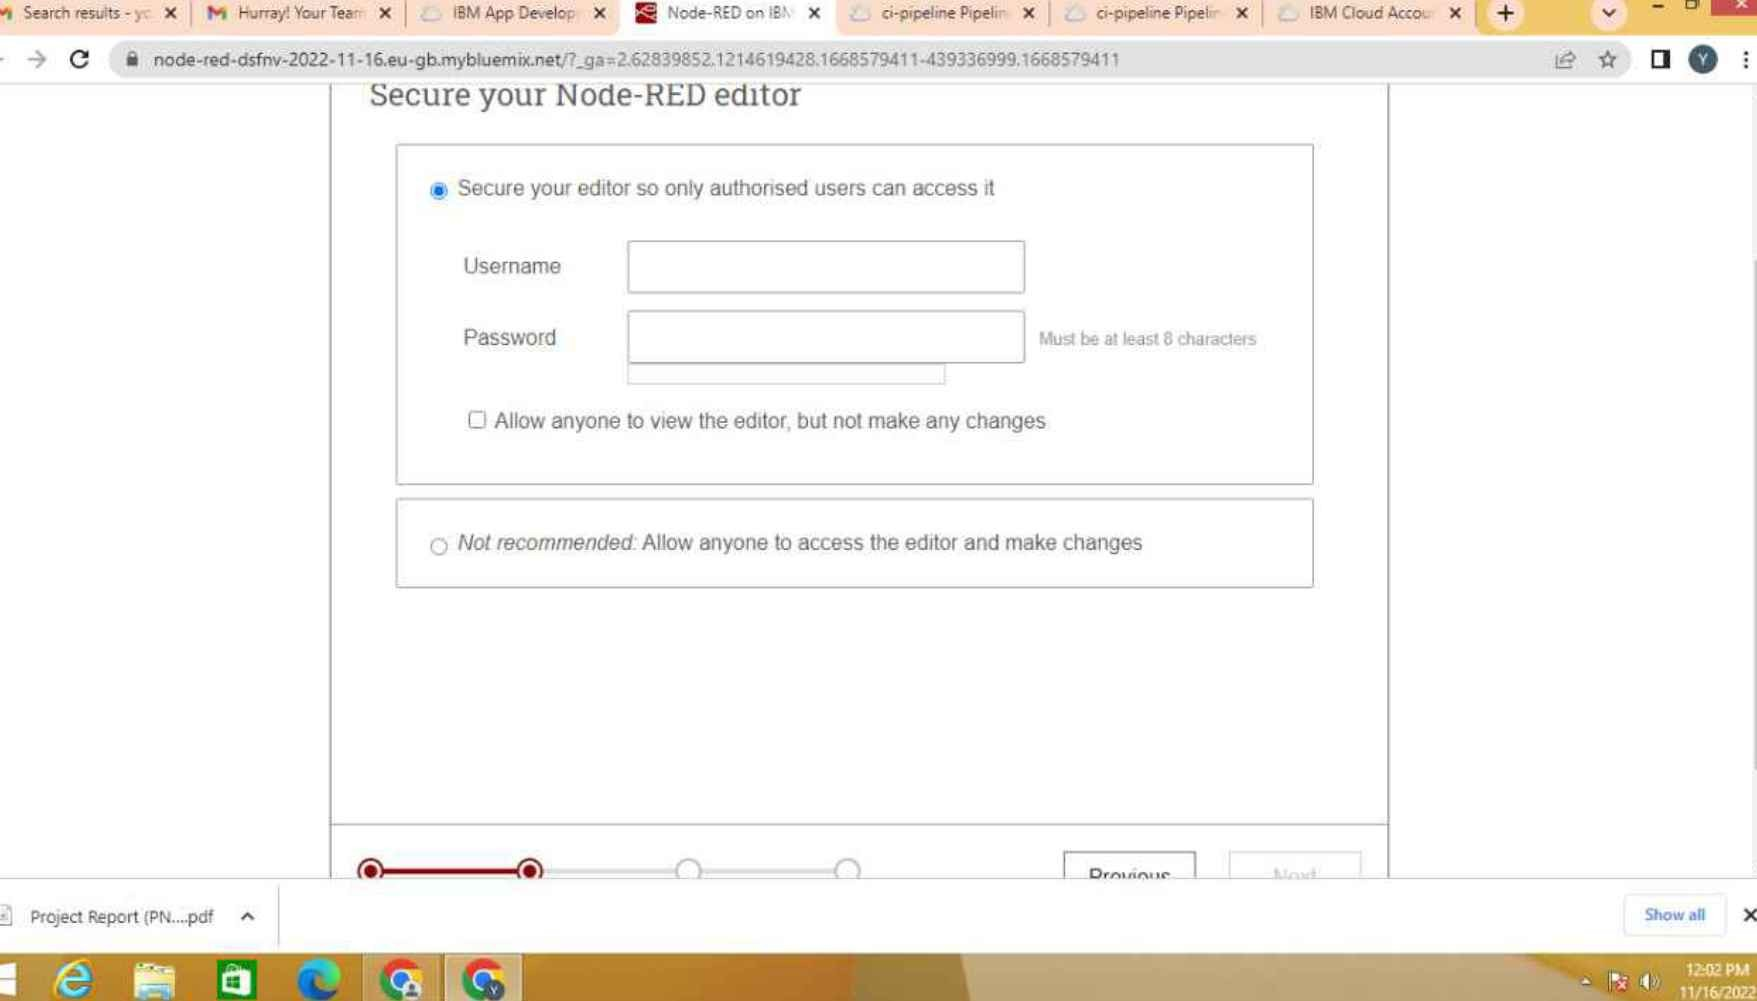 Search results - yc
Hurray! Your Team
IBM App Develop
Node-RED on IBM
ci-pipeline Pipelin
ci-pipeline Pipelin
IBM Cloud Accou
node-red-dsfnv-2022-11-16.eu-gb.mybluemix.net/?_ga=2.62839852.1214619428.1668579411-439336999.1668579411
Y
Secure your Node-RED editor
Secure your editor so only authorised users can access it
Username
Password
Must be at least 8 characters
Allow anyone to view the editor, but not make any changes
Not recommended: Allow anyone to access the editor and make changes
Previous
Next
Project Report (PN....pdf
Show all
12:02 PM
11/16/2022